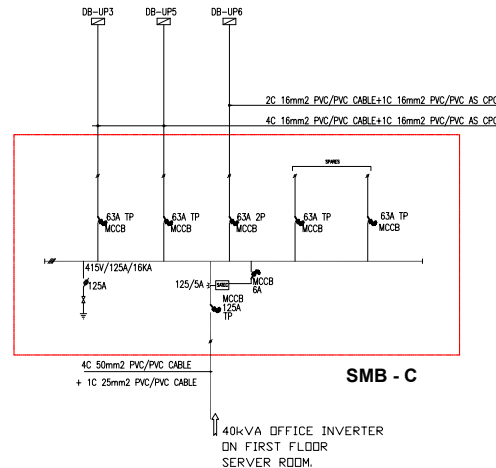 DB-UP3
DB-UP5
DB-UP6
2C 16mm2 PVC/PVC CABLE+1C 16mm2 PVC/PVC AS CPC
4C 16mm2 PVC/PVC CABLE+1C 16mm2 PVC/PVC AS CPC
SPARES
63A TP
MCCB
63A TP
MCCB
63A 2P
MCCB
63A TP
MCCB
63A TP
MCCB
415V/125A/16KA
125A
125/5A
MCCB
6A
MCCB
125A
TP
4C 50mm2 PVC/PVC CABLE
+ 1C 25mm2 PVC/PVC CABLE
SMB - C
40kVA OFFICE INVERTER
ON FIRST FLOOR
SERVER ROOM.